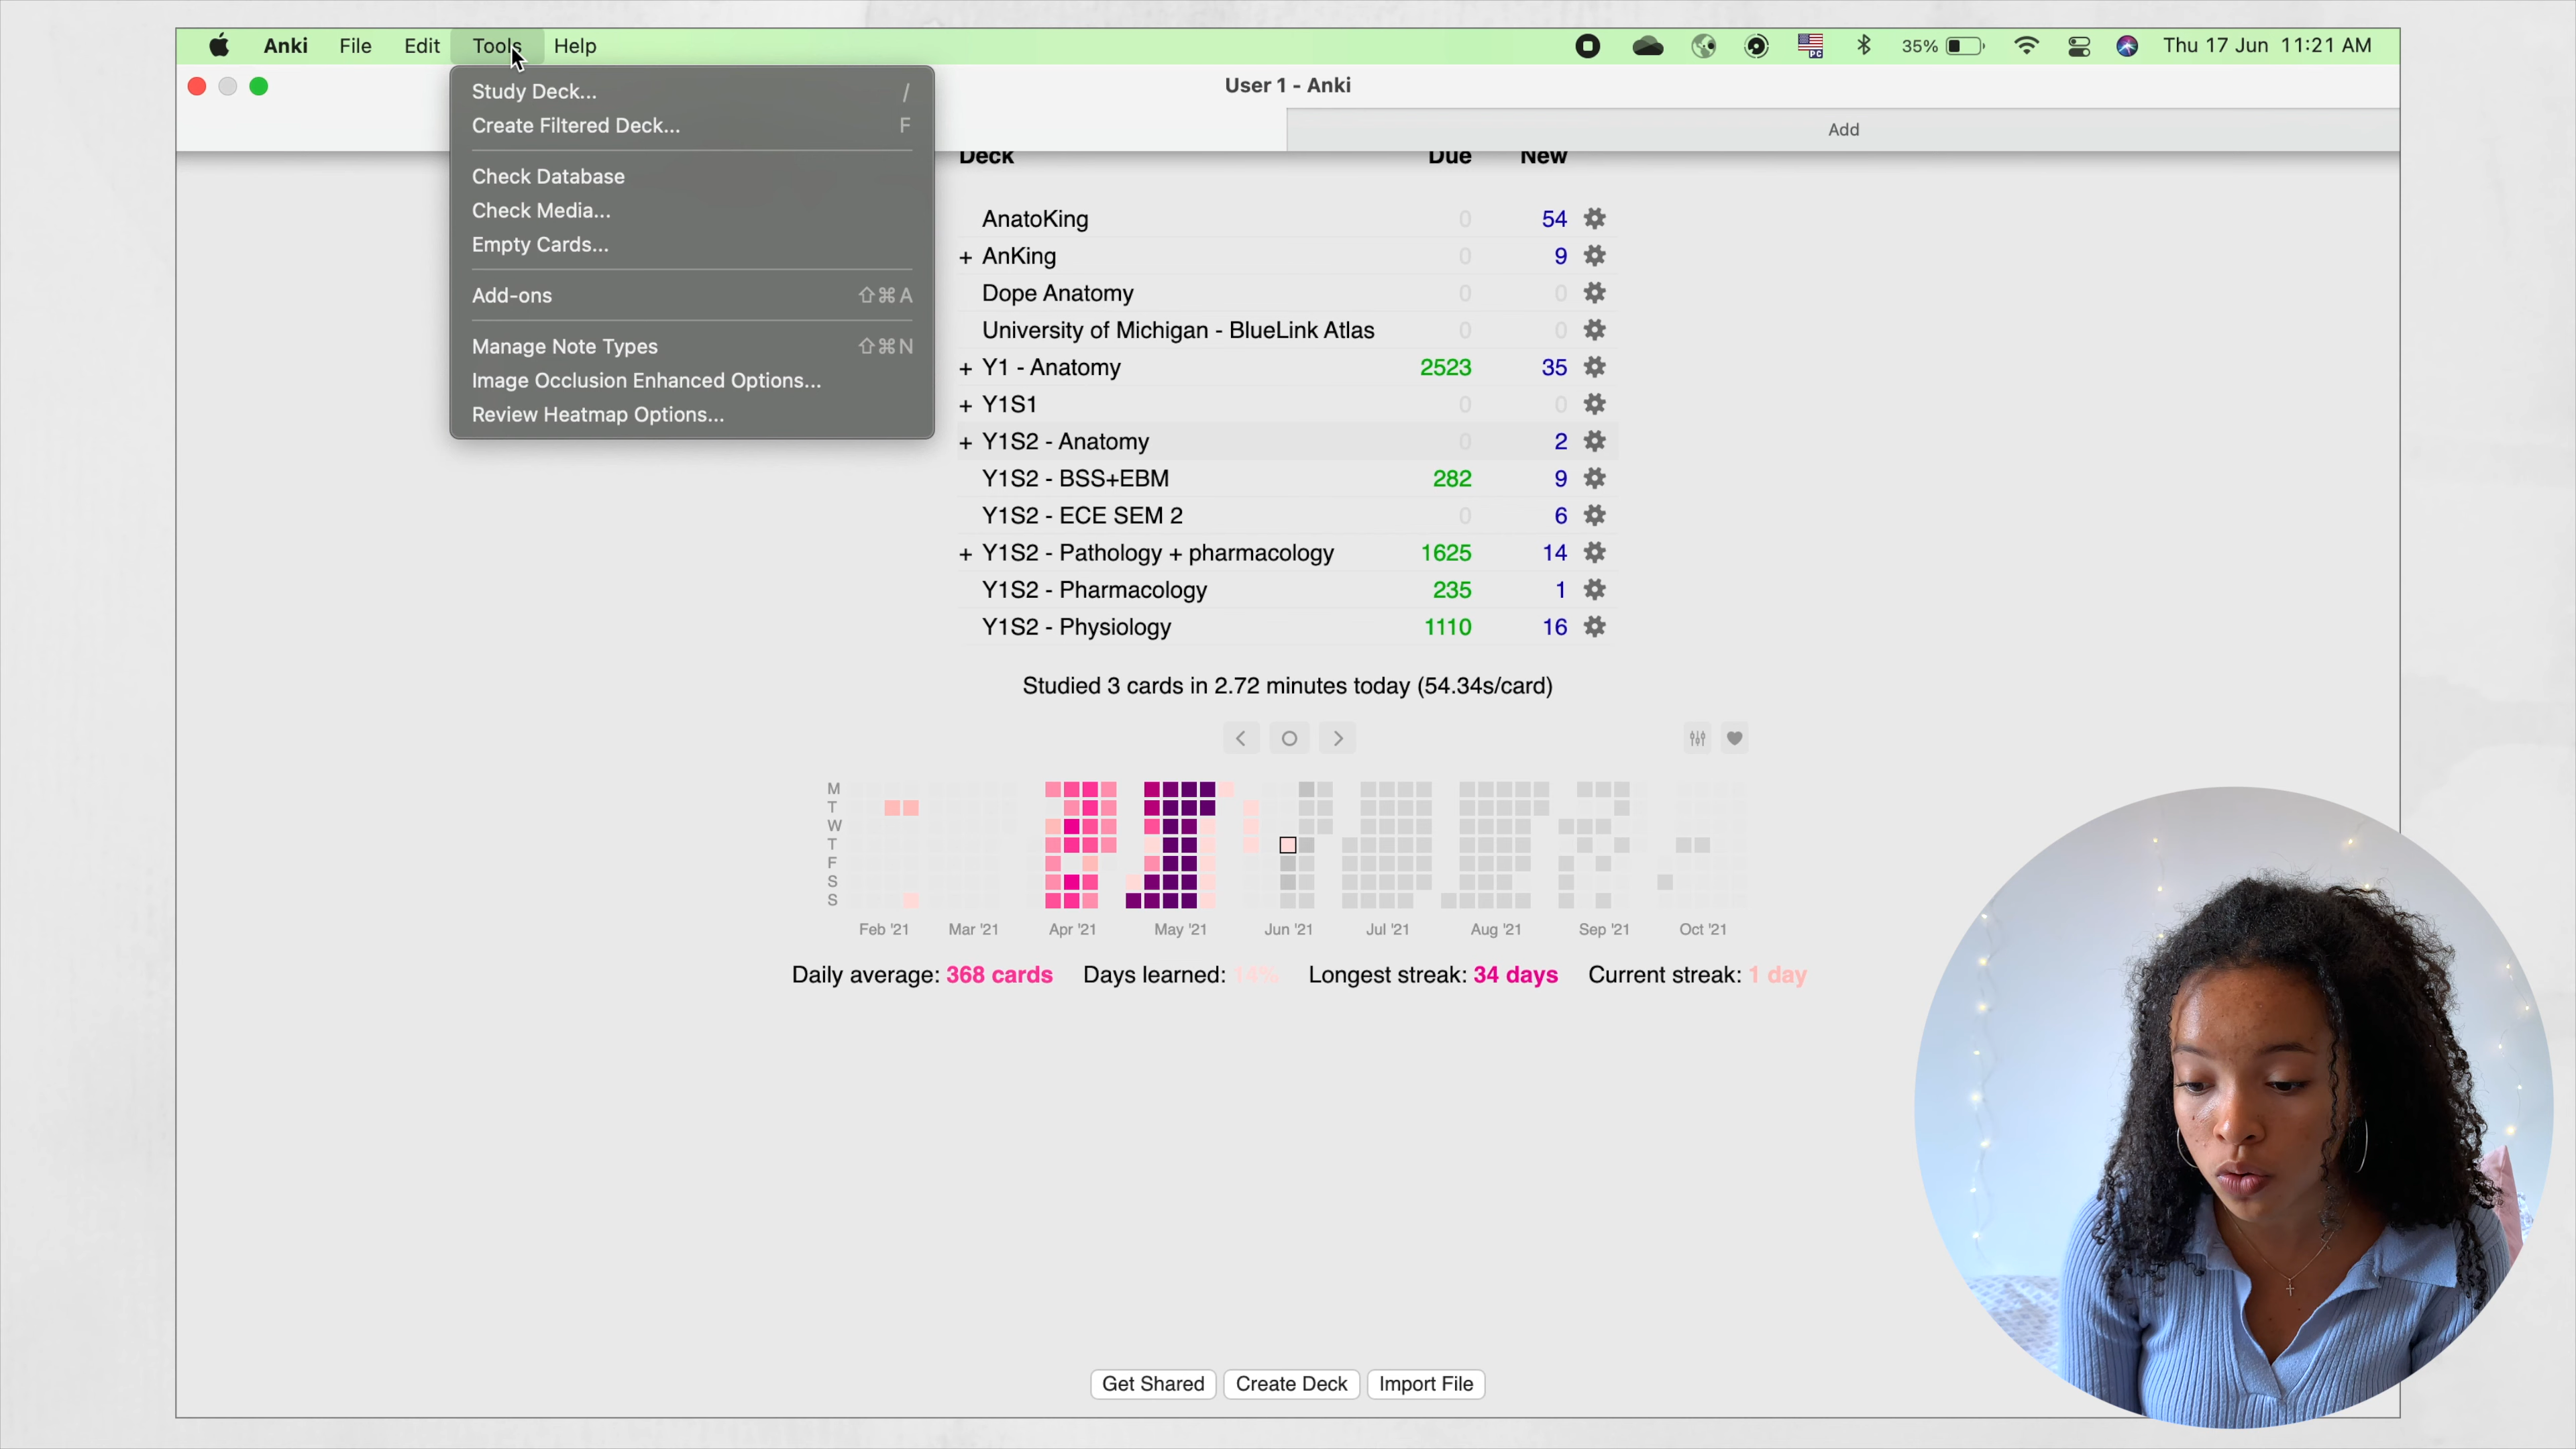 Anki File Edit Tools Help 35% Thu 17 Jun 11:21 AM
User 1 - Anki
Add
Study Deck... /
Create Filtered Deck... F
Check Database
Check Media...
Empty Cards...
Add-ons ⇧⌘A
Manage Note Types ⇧⌘N
Image Occlusion Enhanced Options...
Review Heatmap Options...
Deck Due New
AnatoKing 0 54
+ AnKing 0 9
Dope Anatomy 0 0
University of Michigan - BlueLink Atlas 0 0
+ Y1 - Anatomy 2523 35
+ Y1S1 0 0
+ Y1S2 - Anatomy 0 2
Y1S2 - BSS+EBM 282 9
Y1S2 - ECE SEM 2 0 6
+ Y1S2 - Pathology + pharmacology 1625 14
Y1S2 - Pharmacology 235 1
Y1S2 - Physiology 1110 16
Studied 3 cards in 2.72 minutes today (54.34s/card)
M
T
W
T
F
S
S
Feb '21 Mar '21 Apr '21 May '21 Jun '21 Jul '21 Aug '21 Sep '21 Oct '21
Daily average: 368 cards Days learned: 14% Longest streak: 34 days Current streak: 1 day
Get Shared Create Deck Import File